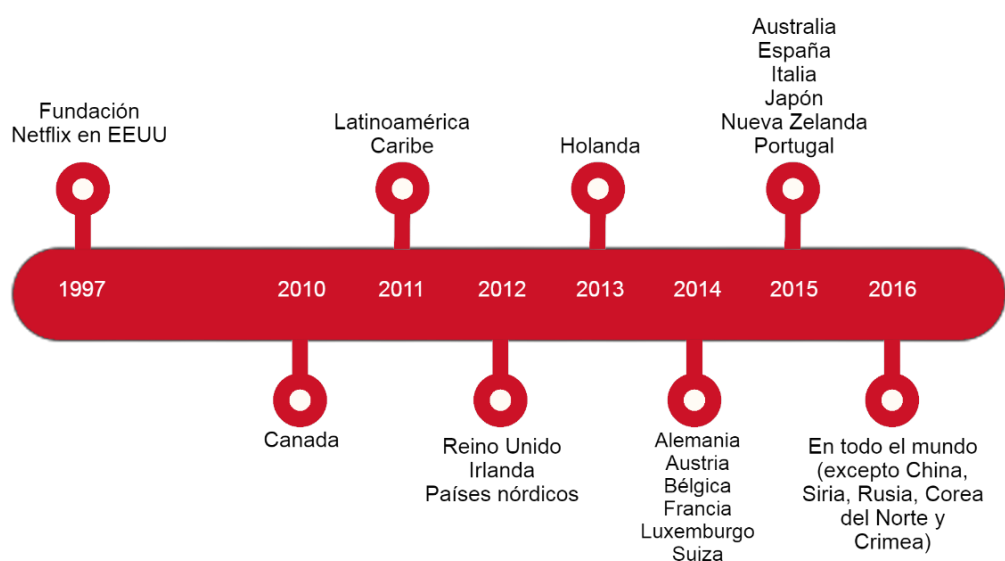 Fundación
Netflix en EEUU
Latinoamérica
Caribe
Holanda
Australia
España
Italia
Japón
Nueva Zelanda
Portugal
1997
2010
2011
2012
2013
2014
2015
2016
Canada
Reino Unido
Irlanda
Países nórdicos
Alemania
Austria
Bélgica
Francia
Luxemburgo
Suiza
En todo el mundo
(excepto China,
Siria, Rusia, Corea
del Norte y
Crimea)